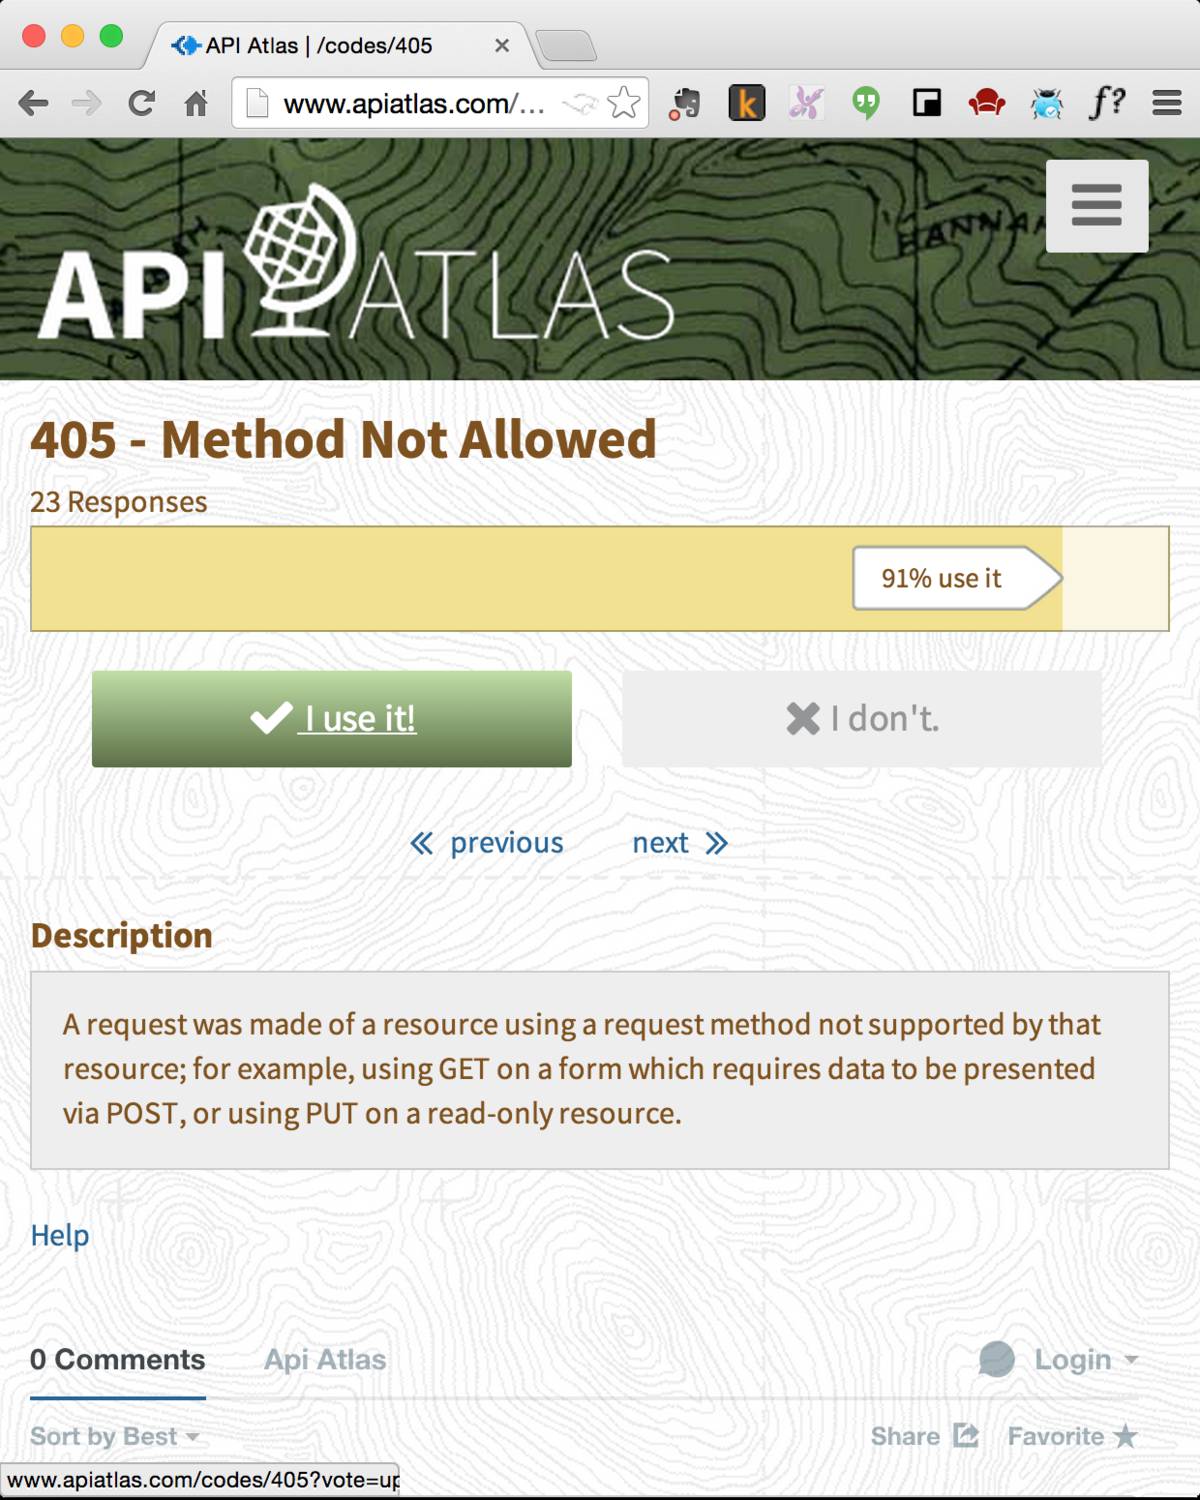 API Atlas | /codes/405
www.apiatlas.com/...
k
f?
API ATLAS
405 - Method Not Allowed
23 Responses
91% use it
I use it!
I don't.
« previous
next »
Description
A request was made of a resource using a request method not supported by that
resource; for example, using GET on a form which requires data to be presented
via POST, or using PUT on a read-only resource.
Help
0 Comments
Api Atlas
Login
Sort by Best
Share
Favorite
www.apiatlas.com/codes/405?vote=up